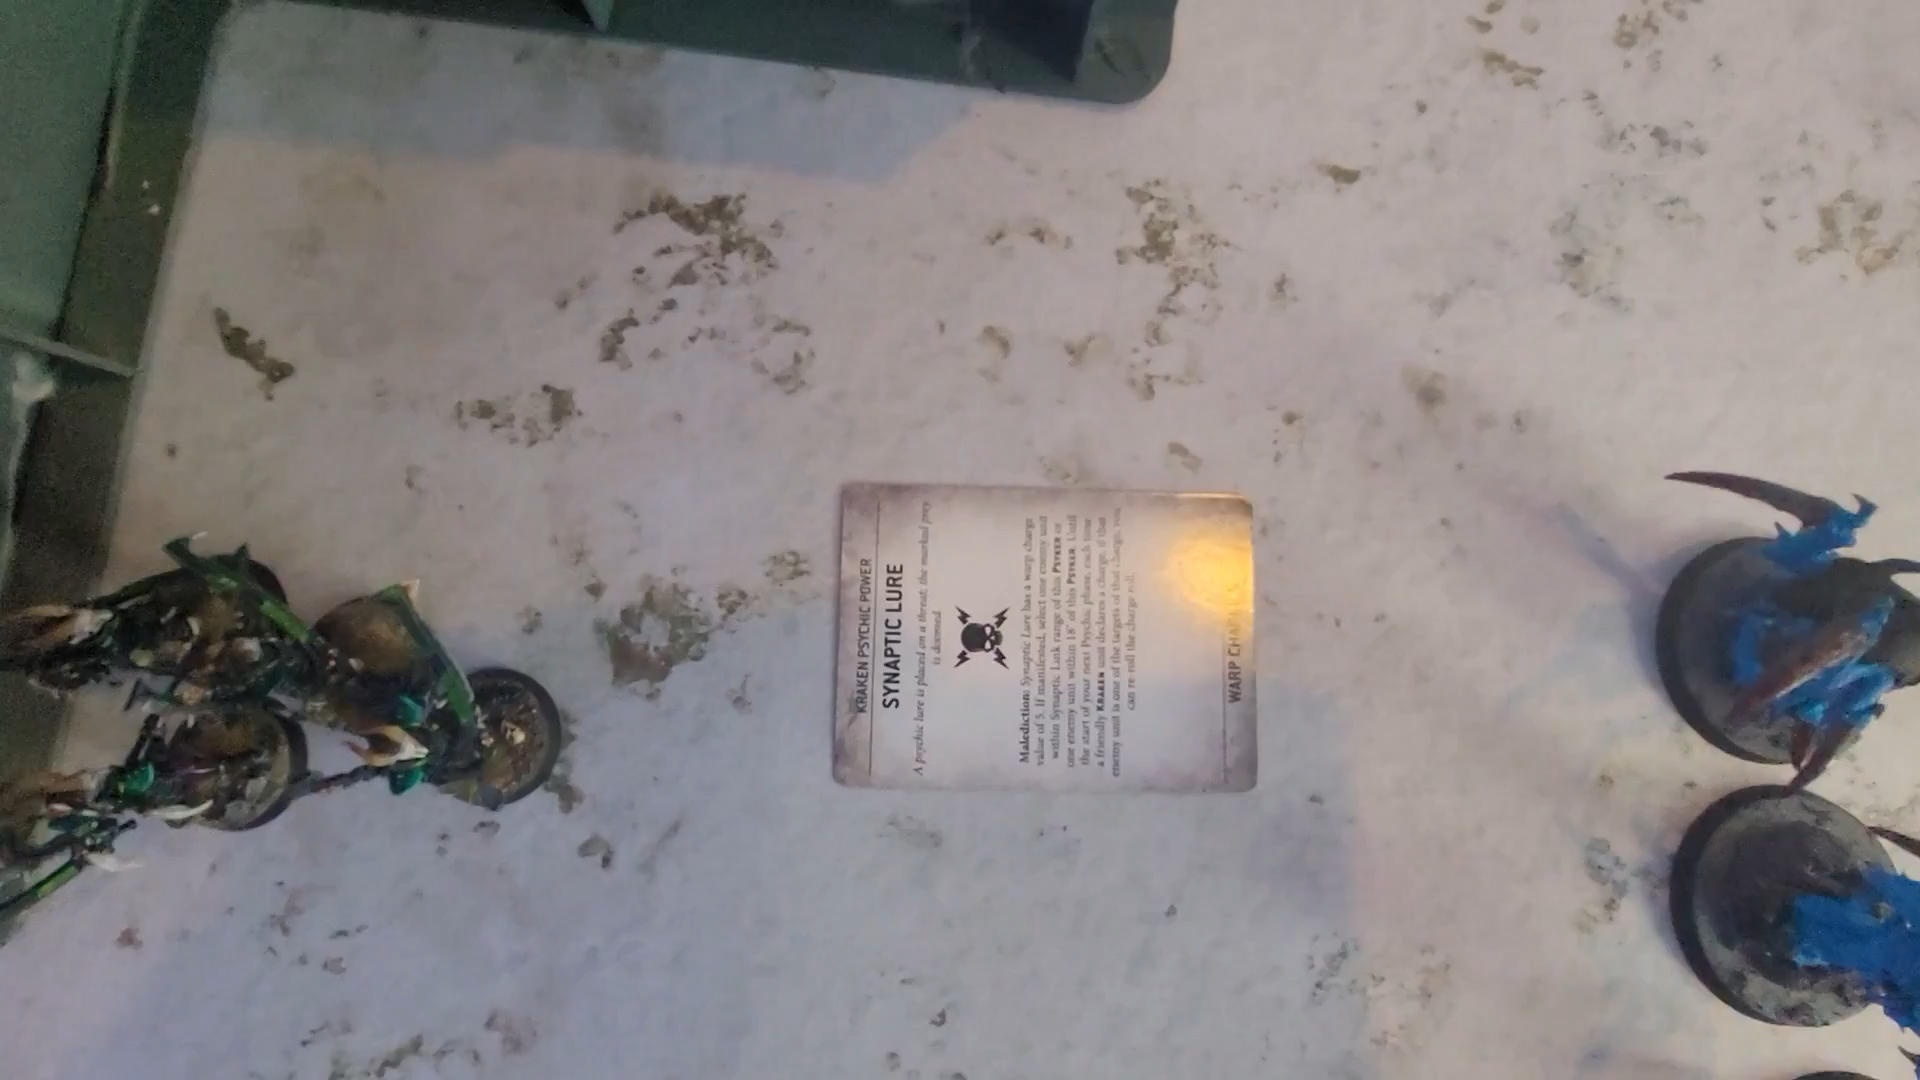 KRAKEN PSYCHIC POWER
SYNAPTIC LURE
A psychic lure is placed on a threat; the marked prey
is doomed.
Malediction: Synaptic Lure has a warp charge
value of 5. If manifested, select one enemy unit
within Synaptic Link range of this PSYKER or
one enemy unit within 18" of this PSYKER. Until
the start of your next Psychic phase, each time
a friendly KRAKEN unit declares a charge, if that
enemy unit is one of the targets of that charge, you
can re-roll the charge roll.
WARP